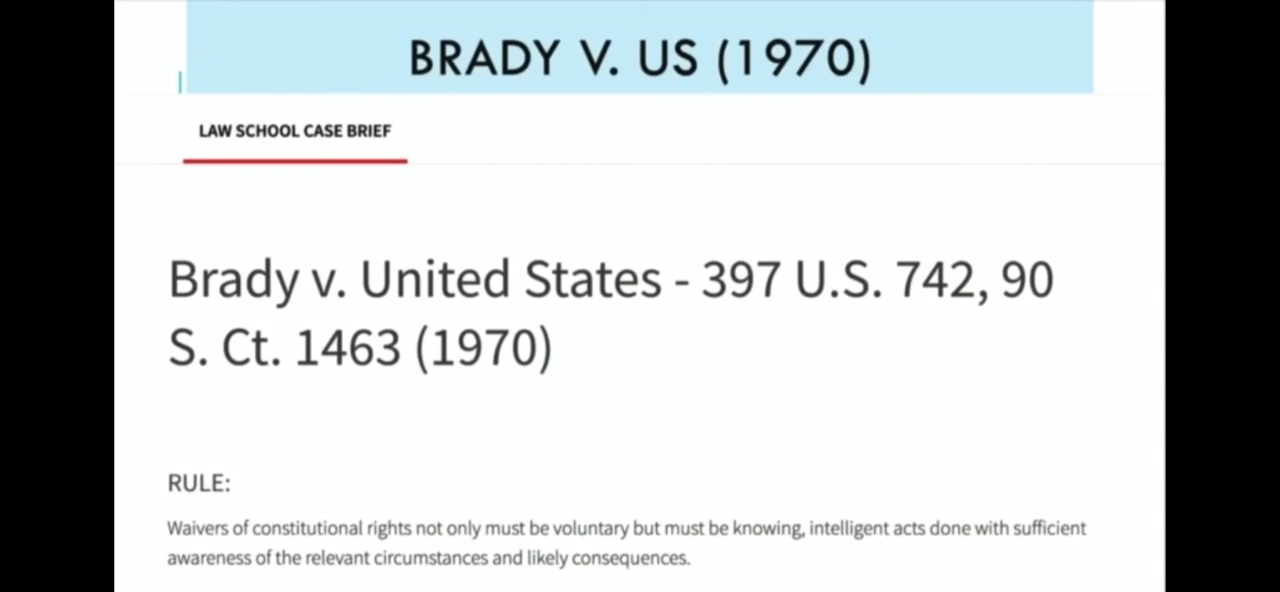 BRADY V. US (1970)
LAW SCHOOL CASE BRIEF
Brady v. United States - 397 U.S. 742, 90
S. Ct. 1463 (1970)
RULE:
Waivers of constitutional rights not only must be voluntary but must be knowing, intelligent acts done with sufficient
awareness of the relevant circumstances and likely consequences.